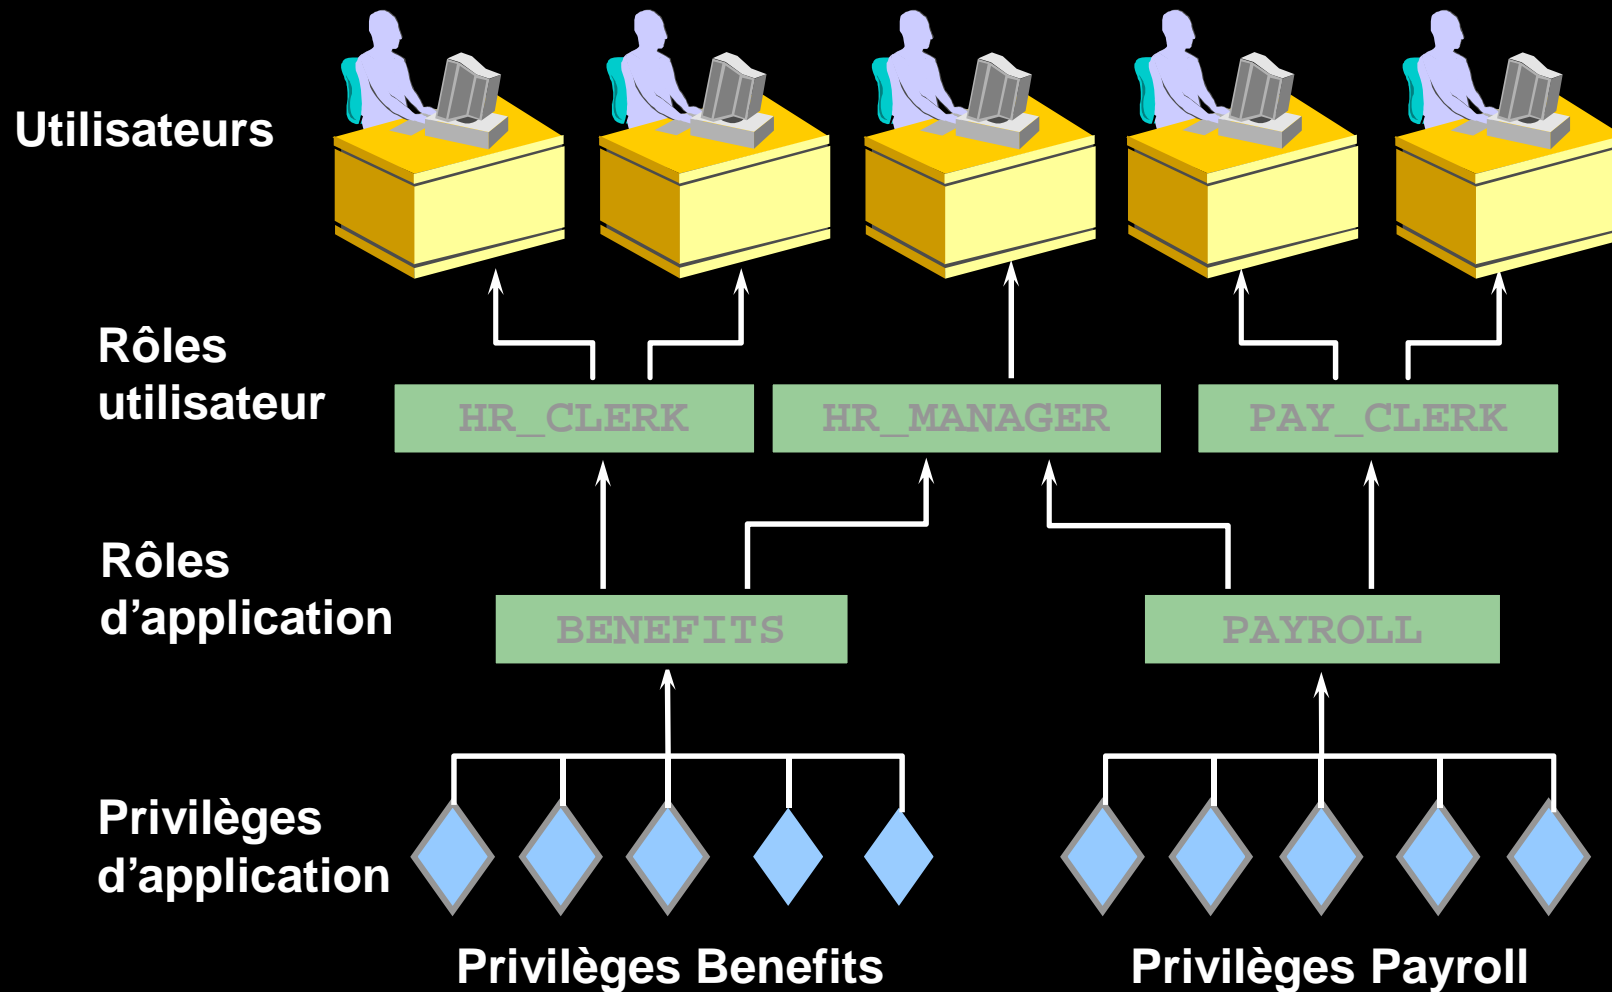 Utilisateurs
Rôles
utilisateur
HR_CLERK
HR_MANAGER
PAY_CLERK
Rôles
d’application
BENEFITS
PAYROLL
Privilèges
d’application
Privilèges Benefits
Privilèges Payroll